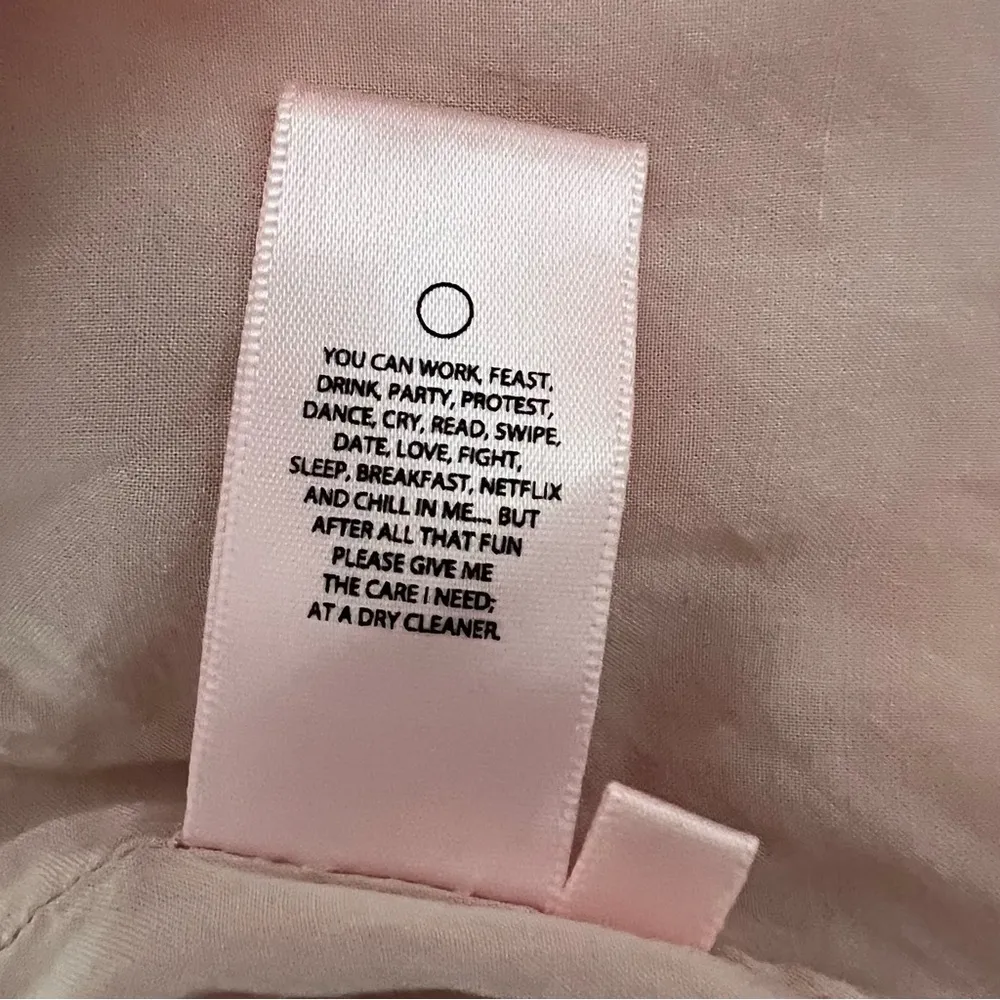 YOU CAN WORK, FEAST,
DRINK, PARTY, PROTEST,
DANCE, CRY, READ, SWIPE,
DATE, LOVE, FIGHT,
SLEEP, BREAKFAST, NETFLIX
AND CHILL IN ME... BUT
AFTER ALL THAT FUN
PLEASE GIVE ME
THE CARE I NEED;
AT A DRY CLEANER.